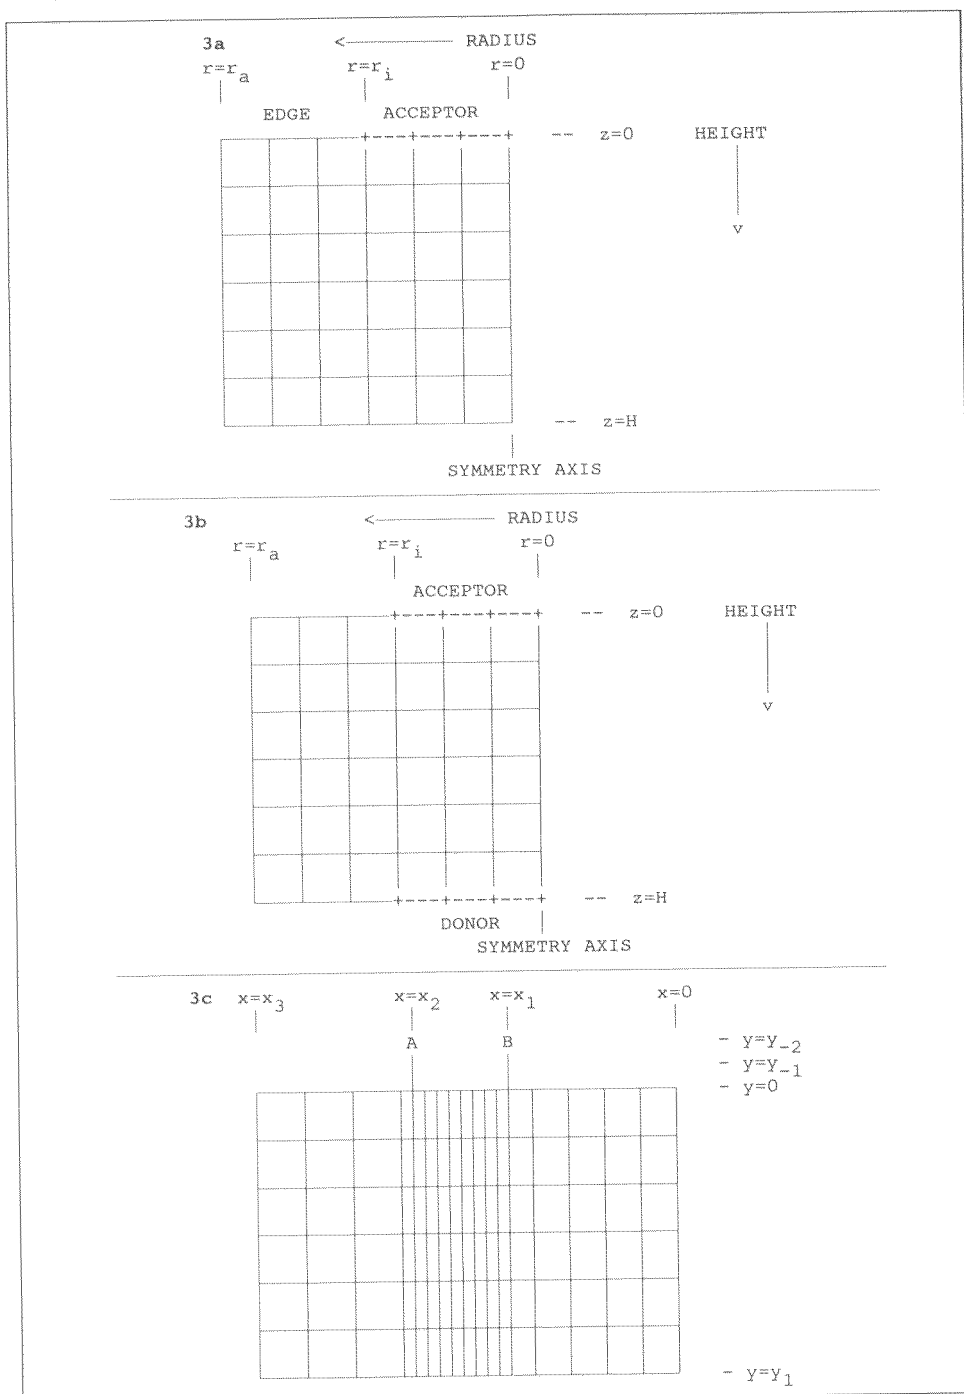 3a <———————— RADIUS
r=r_a r=r_i r=0
EDGE ACCEPTOR
+---+---+---+ -- z=0 HEIGHT
v
-- z=H
SYMMETRY AXIS
3b <———————— RADIUS
r=r_a r=r_i r=0
ACCEPTOR
+---+---+---+ -- z=0 HEIGHT
v
+---+---+---+ -- z=H
DONOR
SYMMETRY AXIS
3c x=x_3 x=x_2 x=x_1 x=0
A B - y=y_-2
- y=y_-1
- y=0
- y=y_1